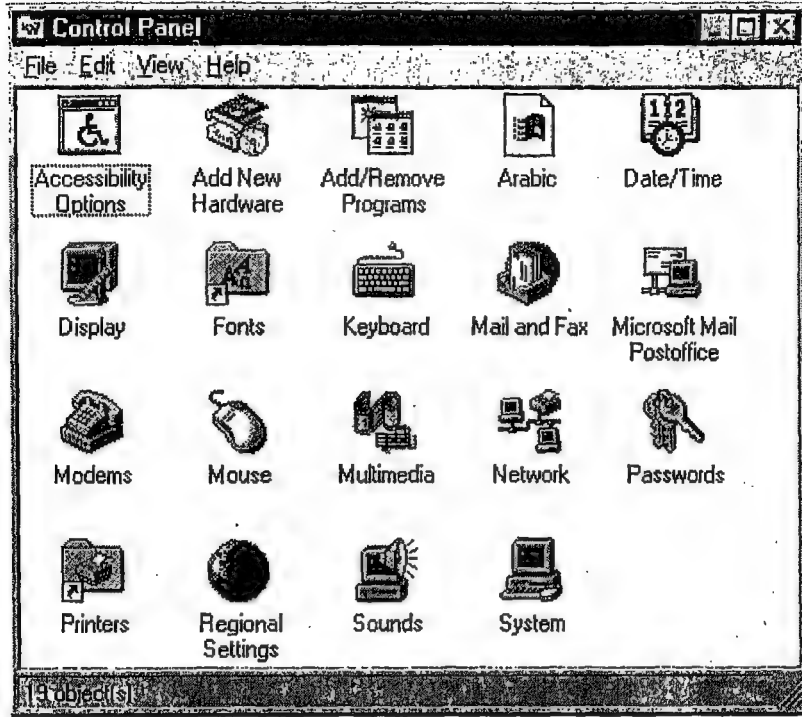 Control Panel
File Edit View Help
Accessibility Options
Add New Hardware
Add/Remove Programs
Arabic
Date/Time
Display
Fonts
Keyboard
Mail and Fax
Microsoft Mail Postoffice
Modems
Mouse
Multimedia
Network
Passwords
Printers
Regional Settings
Sounds
System
19 object(s)